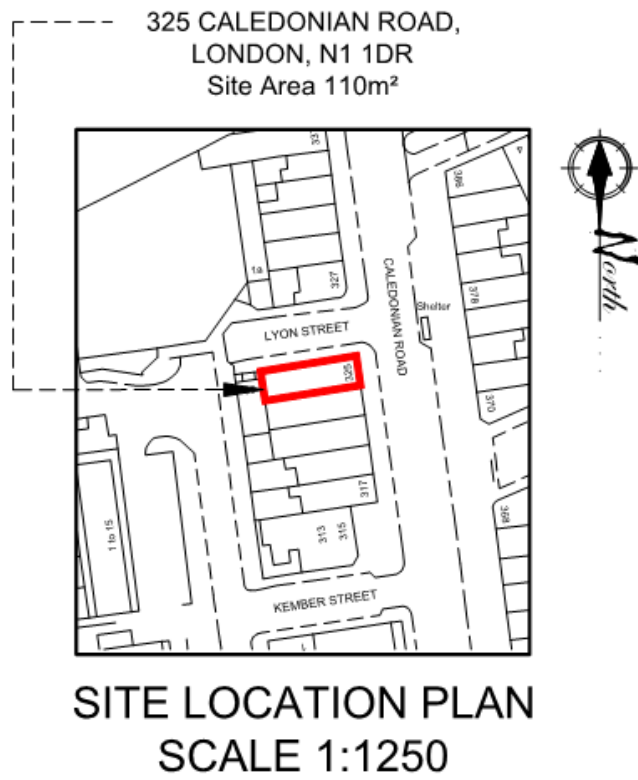 325 CALEDONIAN ROAD,
LONDON, N1 1DR
Site Area 110m²
33
386
1a
327
378
CALEDONIAN ROAD
Shelter
LYON STREET
325
370
317
368
1 to 15
313
315
KEMBER STREET
North
SITE LOCATION PLAN
SCALE 1:1250